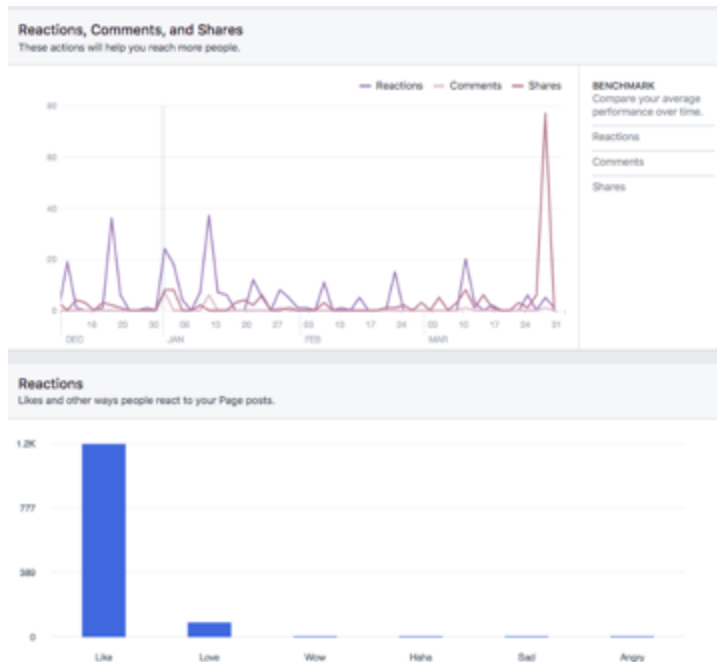 Reactions, Comments, and Shares
These actions will help you reach more people.
Reactions Comments Shares
BENCHMARK
Compare your average
performance over time.
Reactions
Comments
Shares
80
60
40
20
0
16 23 30 06 13 20 27 03 10 17 24 03 10 17 24 31
DEC JAN FEB MAR
Reactions
Likes and other ways people react to your Page posts.
1.2K
777
389
0
Like Love Wow Haha Sad Angry